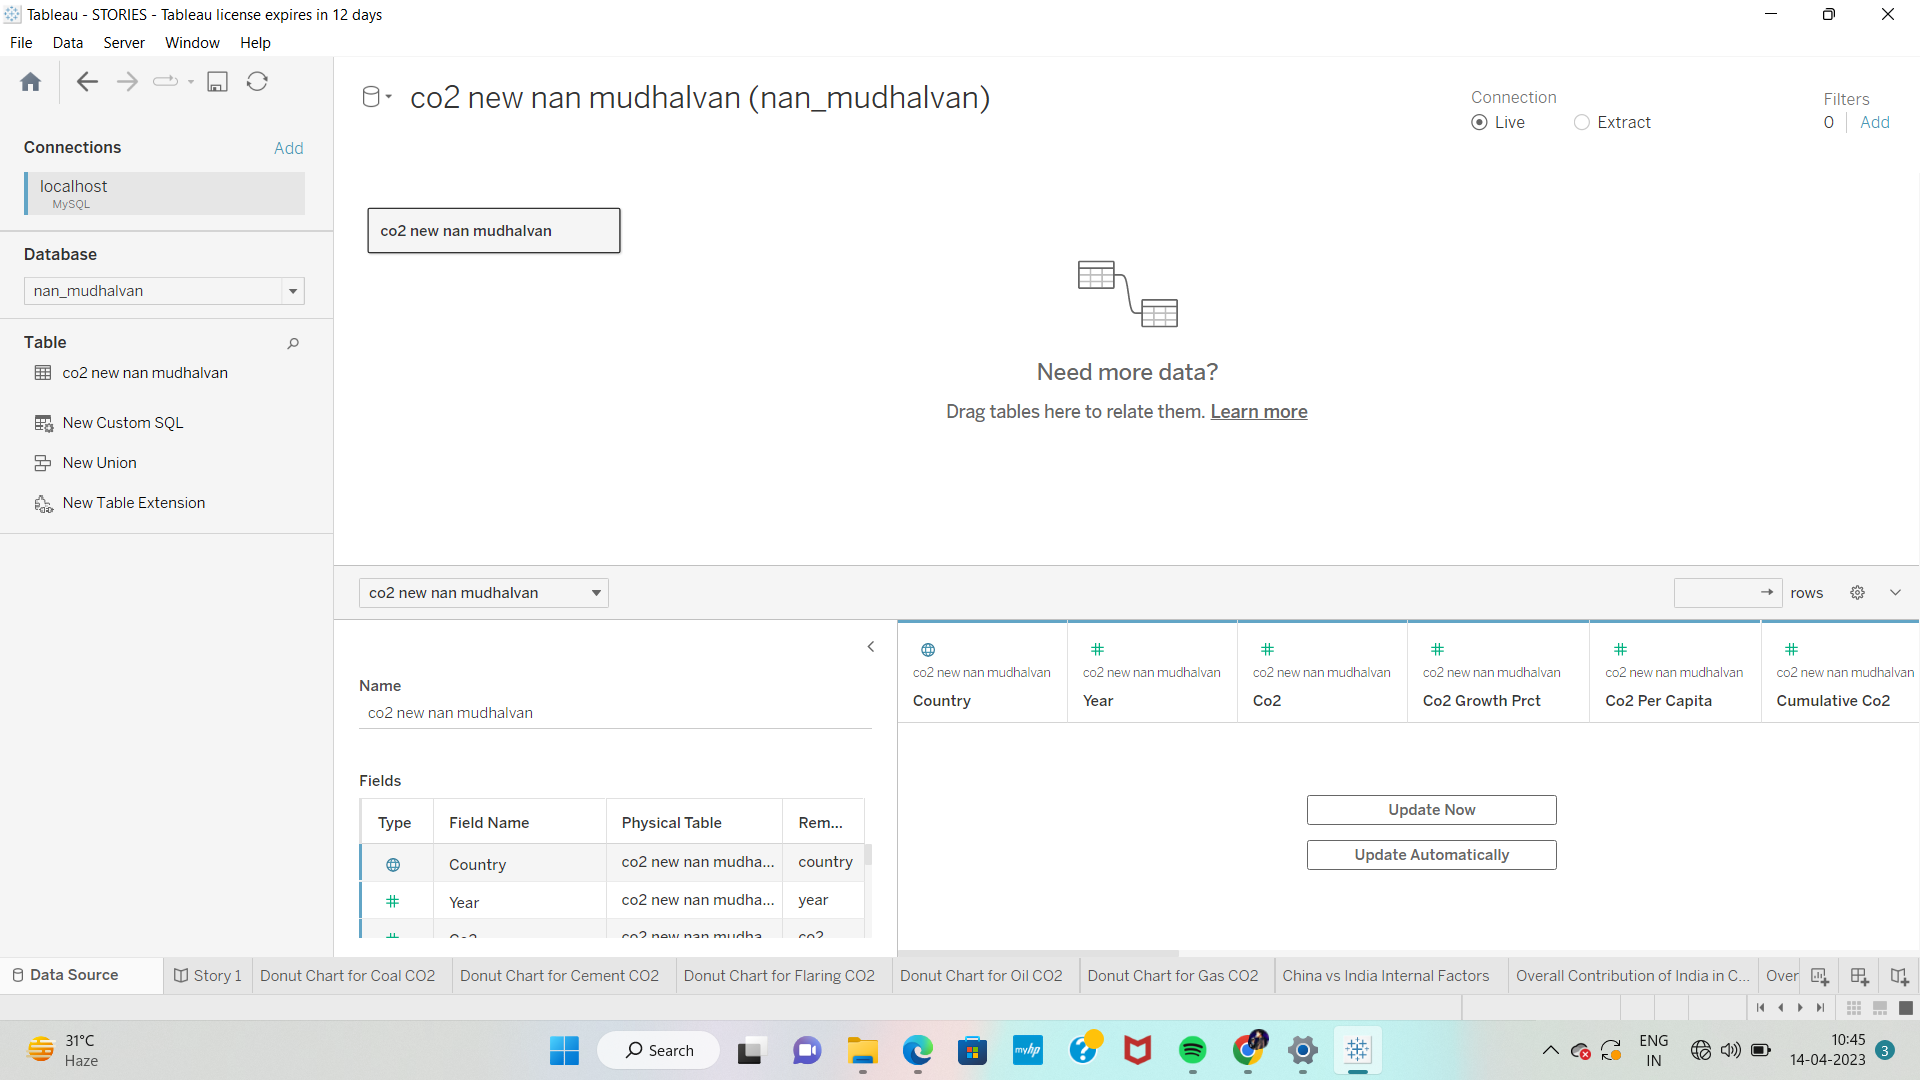 Tableau - STORIES - Tableau license expires in 12 days
File Data Server Window Help
co2 new nan mudhalvan (nan_mudhalvan)
Connection
Live Extract
Filters
0 Add
Connections Add
localhost
MySQL
Database
nan_mudhalvan
Table
co2 new nan mudhalvan
New Custom SQL
New Union
New Table Extension
co2 new nan mudhalvan
Need more data?
Drag tables here to relate them. Learn more
co2 new nan mudhalvan
rows
Name
co2 new nan mudhalvan
Fields
Type Field Name Physical Table Rem...
Country co2 new nan mudha... country
Year co2 new nan mudha... year
Co2 co2 new nan mudha... co2
co2 new nan mudhalvan co2 new nan mudhalvan co2 new nan mudhalvan co2 new nan mudhalvan co2 new nan mudhalvan co2 new nan mudhalvan
Country Year Co2 Co2 Growth Prct Co2 Per Capita Cumulative Co2
Update Now
Update Automatically
Data Source Story 1 Donut Chart for Coal CO2 Donut Chart for Cement CO2 Donut Chart for Flaring CO2 Donut Chart for Oil CO2 Donut Chart for Gas CO2 China vs India Internal Factors Overall Contribution of India in C... Over
31°C
Haze
Search
myhp
ENG
IN
10:45
14-04-2023
3